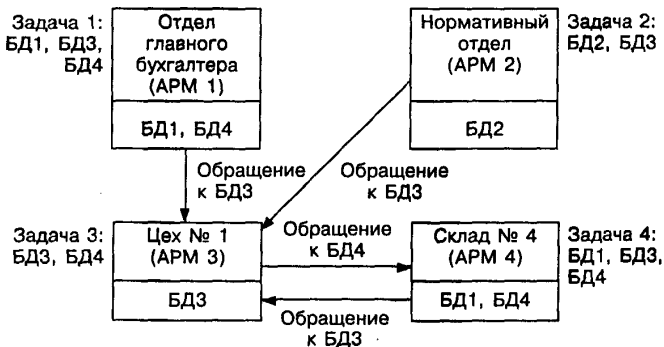 Задача 1:
БД1, БД3,
БД4
Отдел
главного
бухгалтера
(АРМ 1)
БД1, БД4
Нормативный
отдел
(АРМ 2)
БД2
Задача 2:
БД2, БД3
Обращение
к БД3
Обращение
к БД3
Задача 3:
БД3, БД4
Цех № 1
(АРМ 3)
БД3
Обращение
к БД4
Обращение
к БД3
Склад № 4
(АРМ 4)
БД1, БД4
Задача 4:
БД1, БД3,
БД4